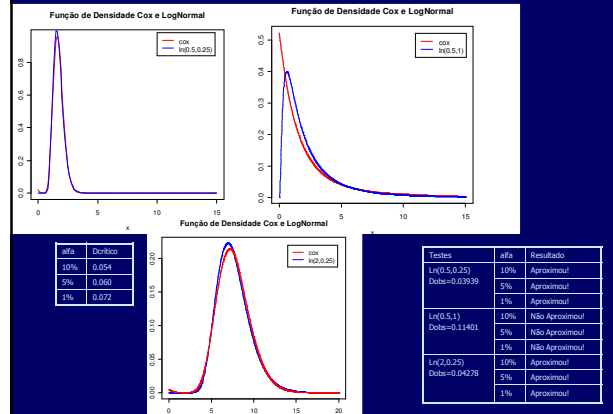 Função de Densidade Cox e LogNormal
cox
ln(0.5,0.25)
0.0 0.2 0.4 0.6 0.8
0 5 10 15
x
Função de Densidade Cox e LogNormal
cox
ln(0.5,1)
0.0 0.1 0.2 0.3 0.4 0.5
0 5 10 15
x
Função de Densidade Cox e LogNormal
cox
ln(2,0.25)
0.00 0.05 0.10 0.15 0.20
0 5 10 15 20
alfa Dcrítico
10% 0.054
5% 0.060
1% 0.072
Testes alfa Resultado
Ln(0.5,0.25) 10% Aproximou!
Dobs=0.03939 5% Aproximou!
1% Aproximou!
Ln(0.5,1) 10% Não Aproximou!
Dobs=0.11401 5% Não Aproximou!
1% Não Aproximou!
Ln(2,0.25) 10% Aproximou!
Dobs=0.04278 5% Aproximou!
1% Aproximou!